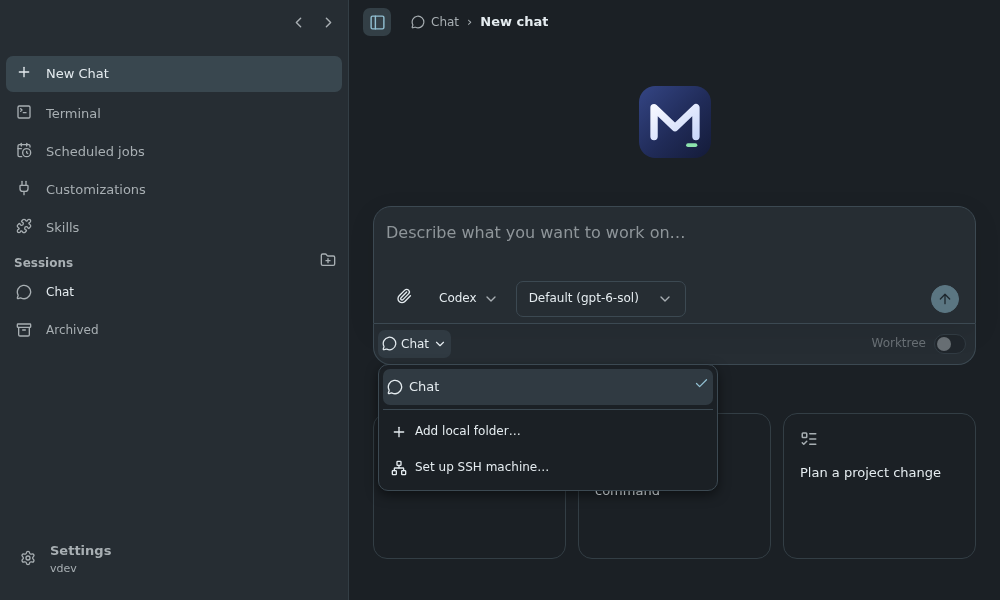 New Chat
Terminal
Scheduled jobs
Customizations
Skills
Sessions
Chat
Archived
Settings
vdev
Chat › New chat
Describe what you want to work on...
Codex
Default (gpt-6-sol)
Chat
Worktree
Chat
Add local folder...
Set up SSH machine...
command
Plan a project change